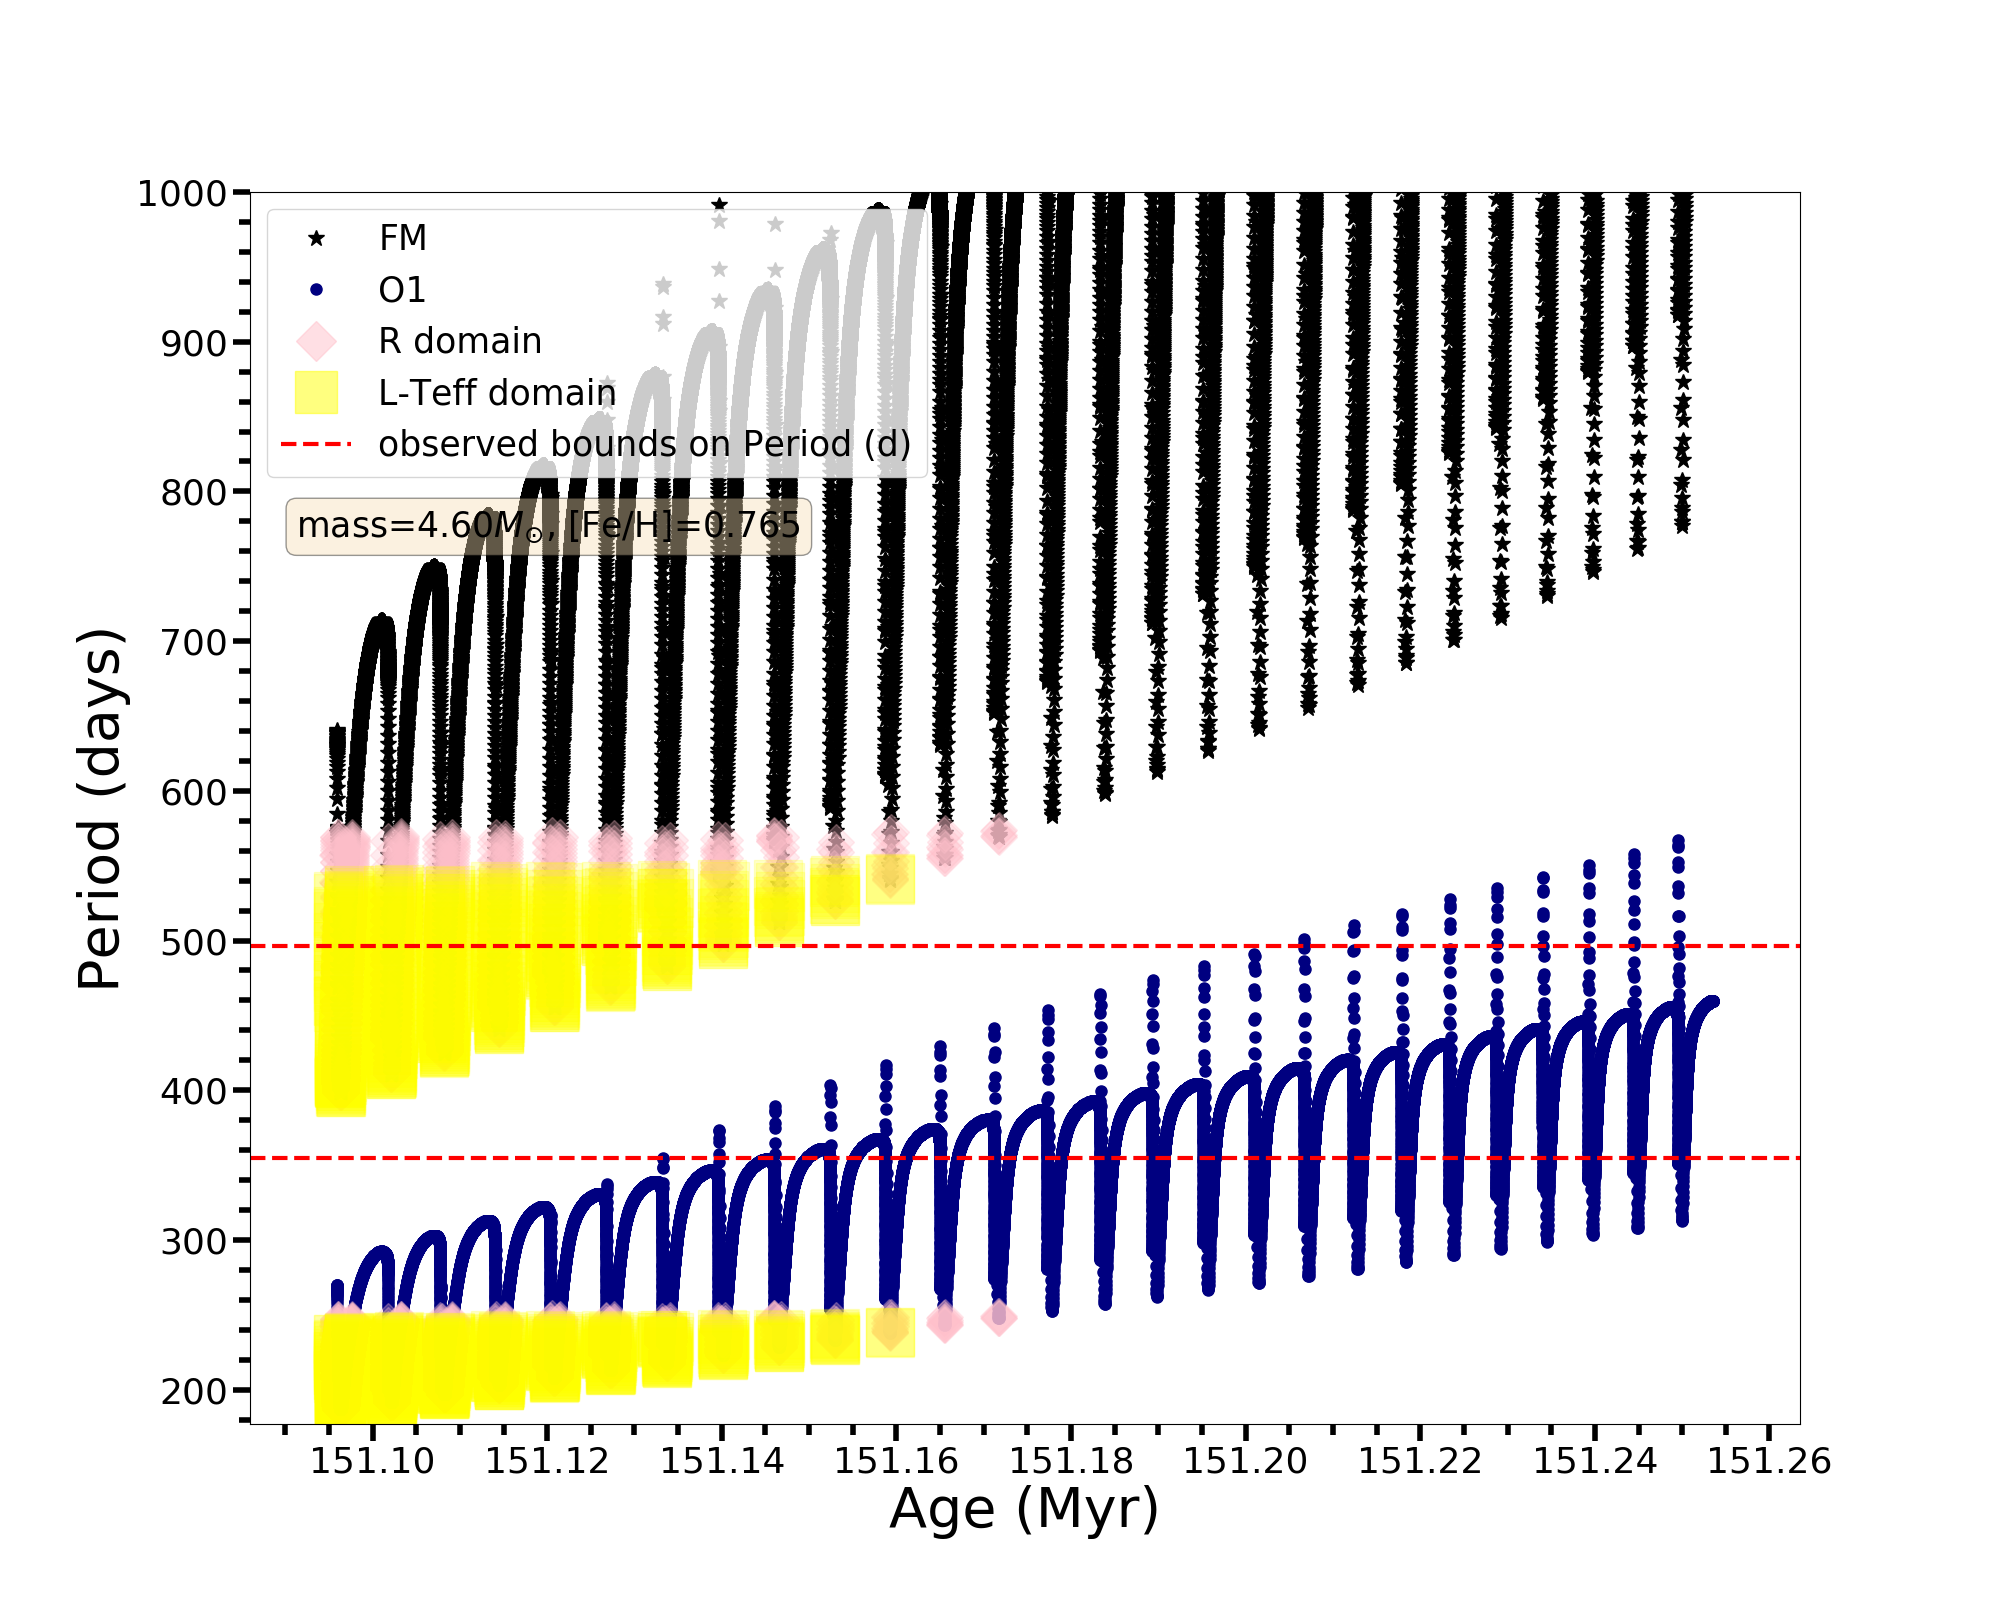 1000
900
800
700
600
500
400
300
200
Period (days)
FM
O1
R domain
L-Teff domain
observed bounds on Period (d)
mass=4.60M☉, [Fe/H]=0.765
151.10 151.12 151.14 151.16 151.18 151.20 151.22 151.24 151.26
Age (Myr)